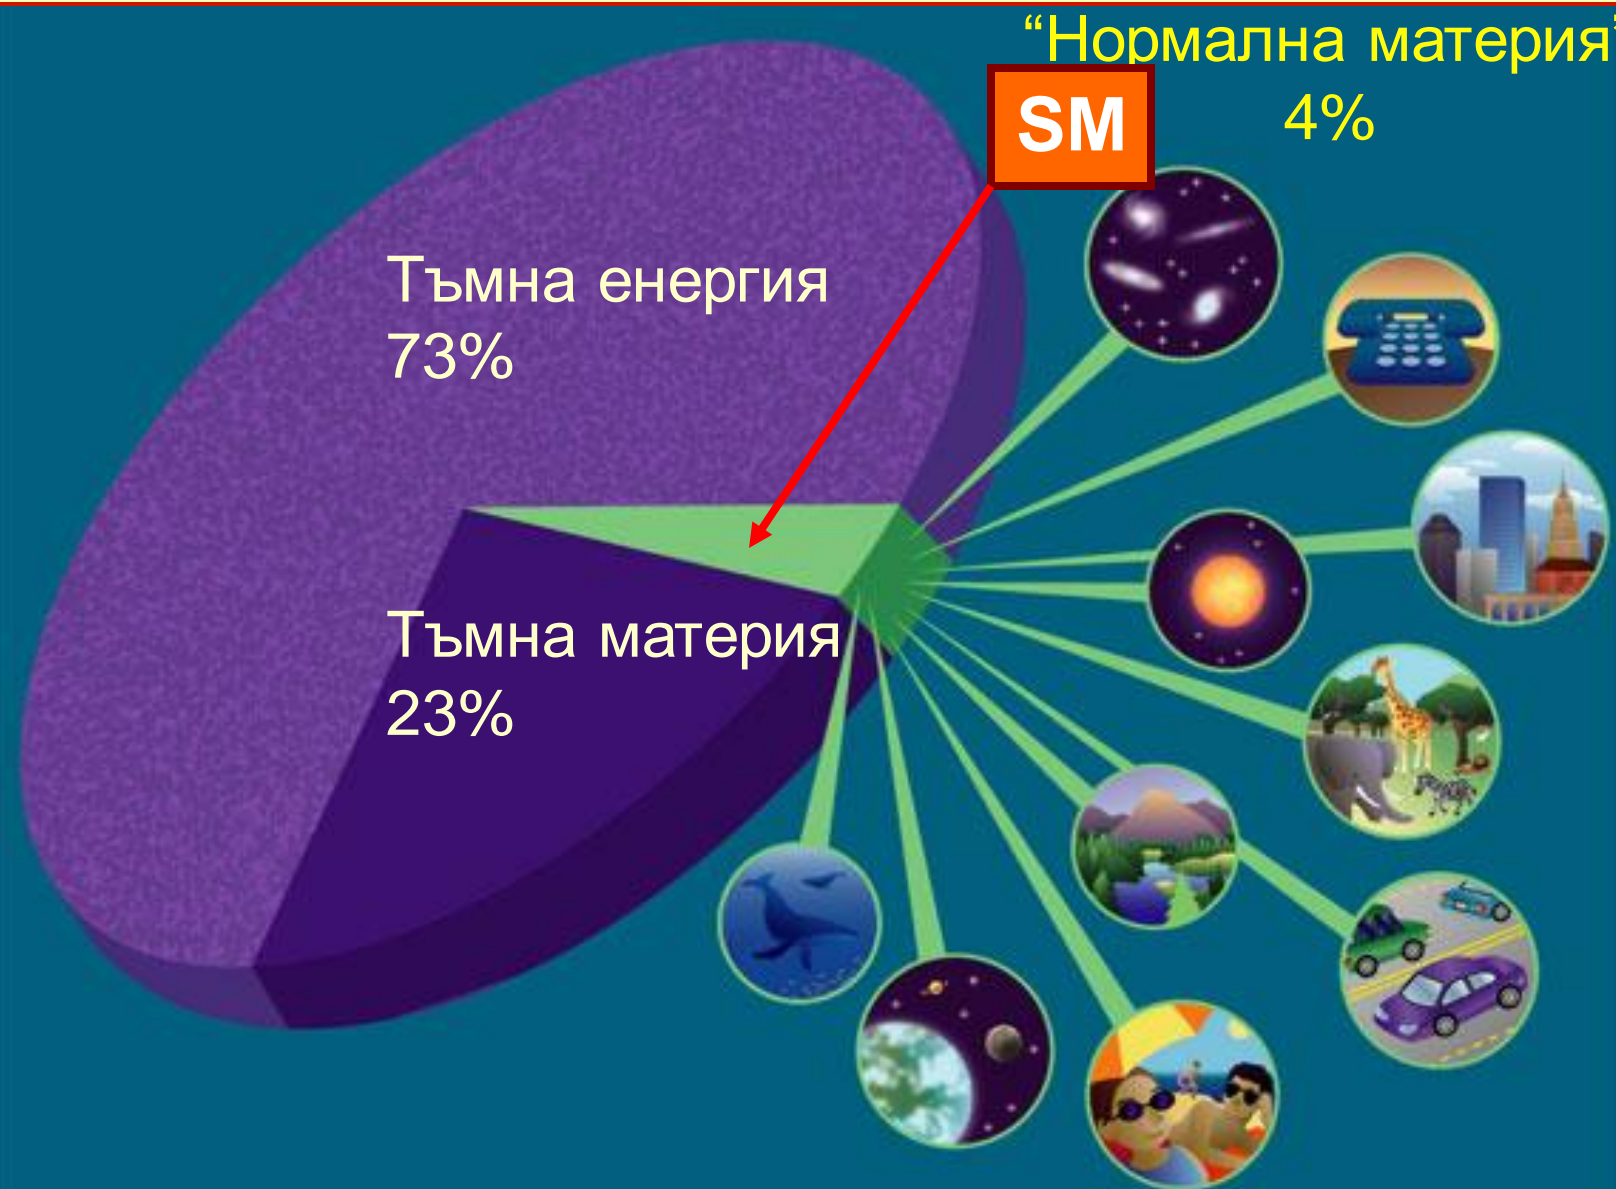 “Нормална материя”
4%
SM
Тъмна енергия
73%
Тъмна материя
23%